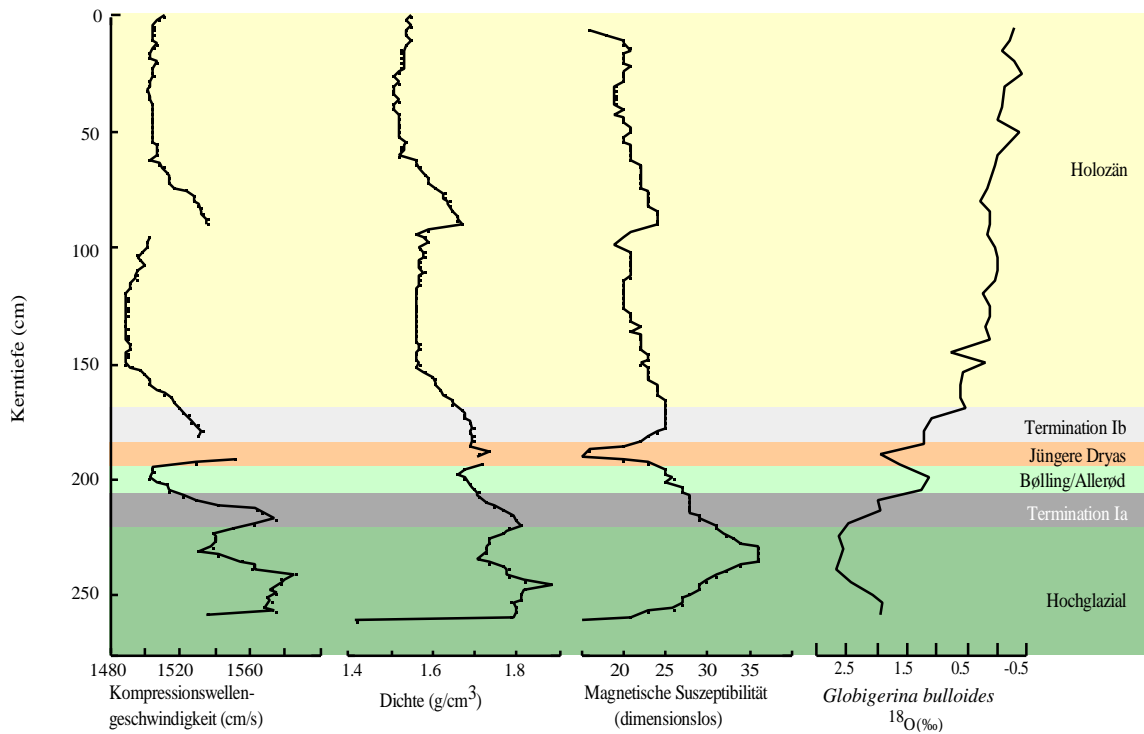 0
50
100
150
200
250
Kerntiefe (cm)
Holozän
Termination Ib
Jüngere Dryas
Bølling/Allerød
Termination Ia
Hochglazial
1480 1520 1560
1.4 1.6 1.8
20 25 30 35
2.5 1.5 0.5 -0.5
Kompressionswellen-
geschwindigkeit (cm/s)
Dichte (g/cm³)
Magnetische Suszeptibilität
(dimensionslos)
Globigerina bulloides
¹⁸O(‰)